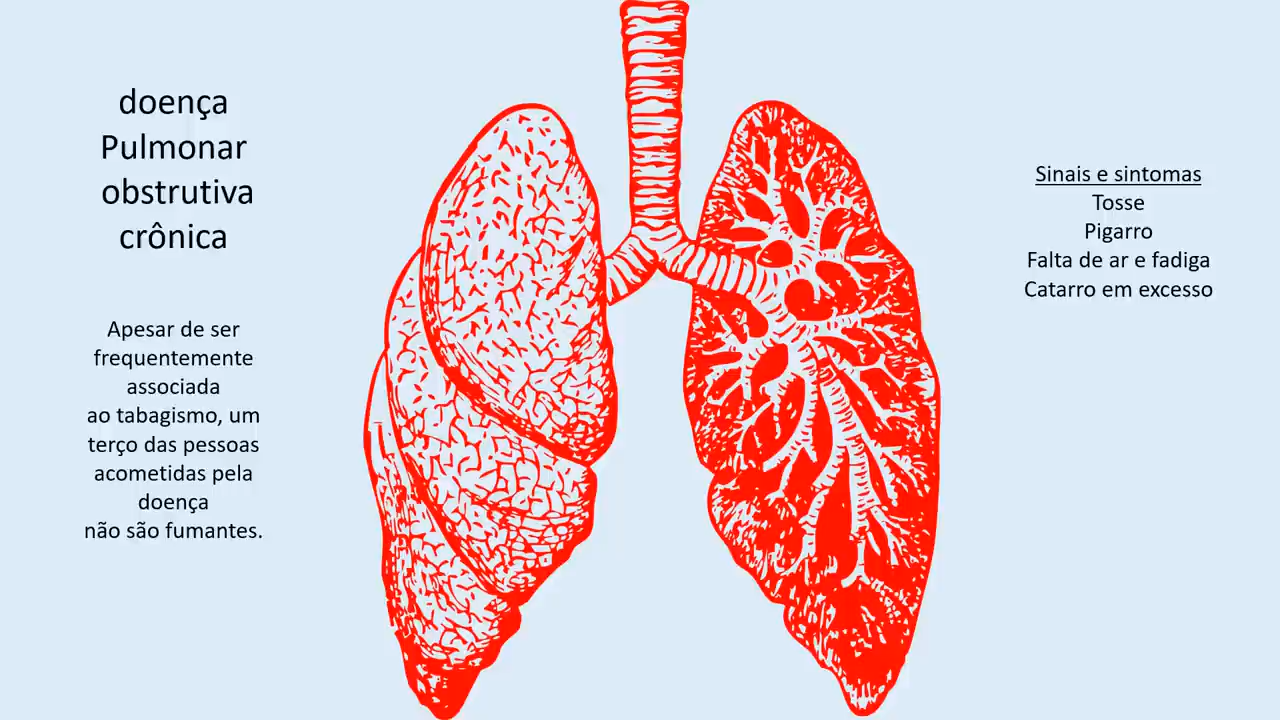 doença
Pulmonar
obstrutiva
crônica
Apesar de ser
frequentemente
associada
ao tabagismo, um
terço das pessoas
acometidas pela
doença
não são fumantes.
Sinais e sintomas
Tosse
Pigarro
Falta de ar e fadiga
Catarro em excesso